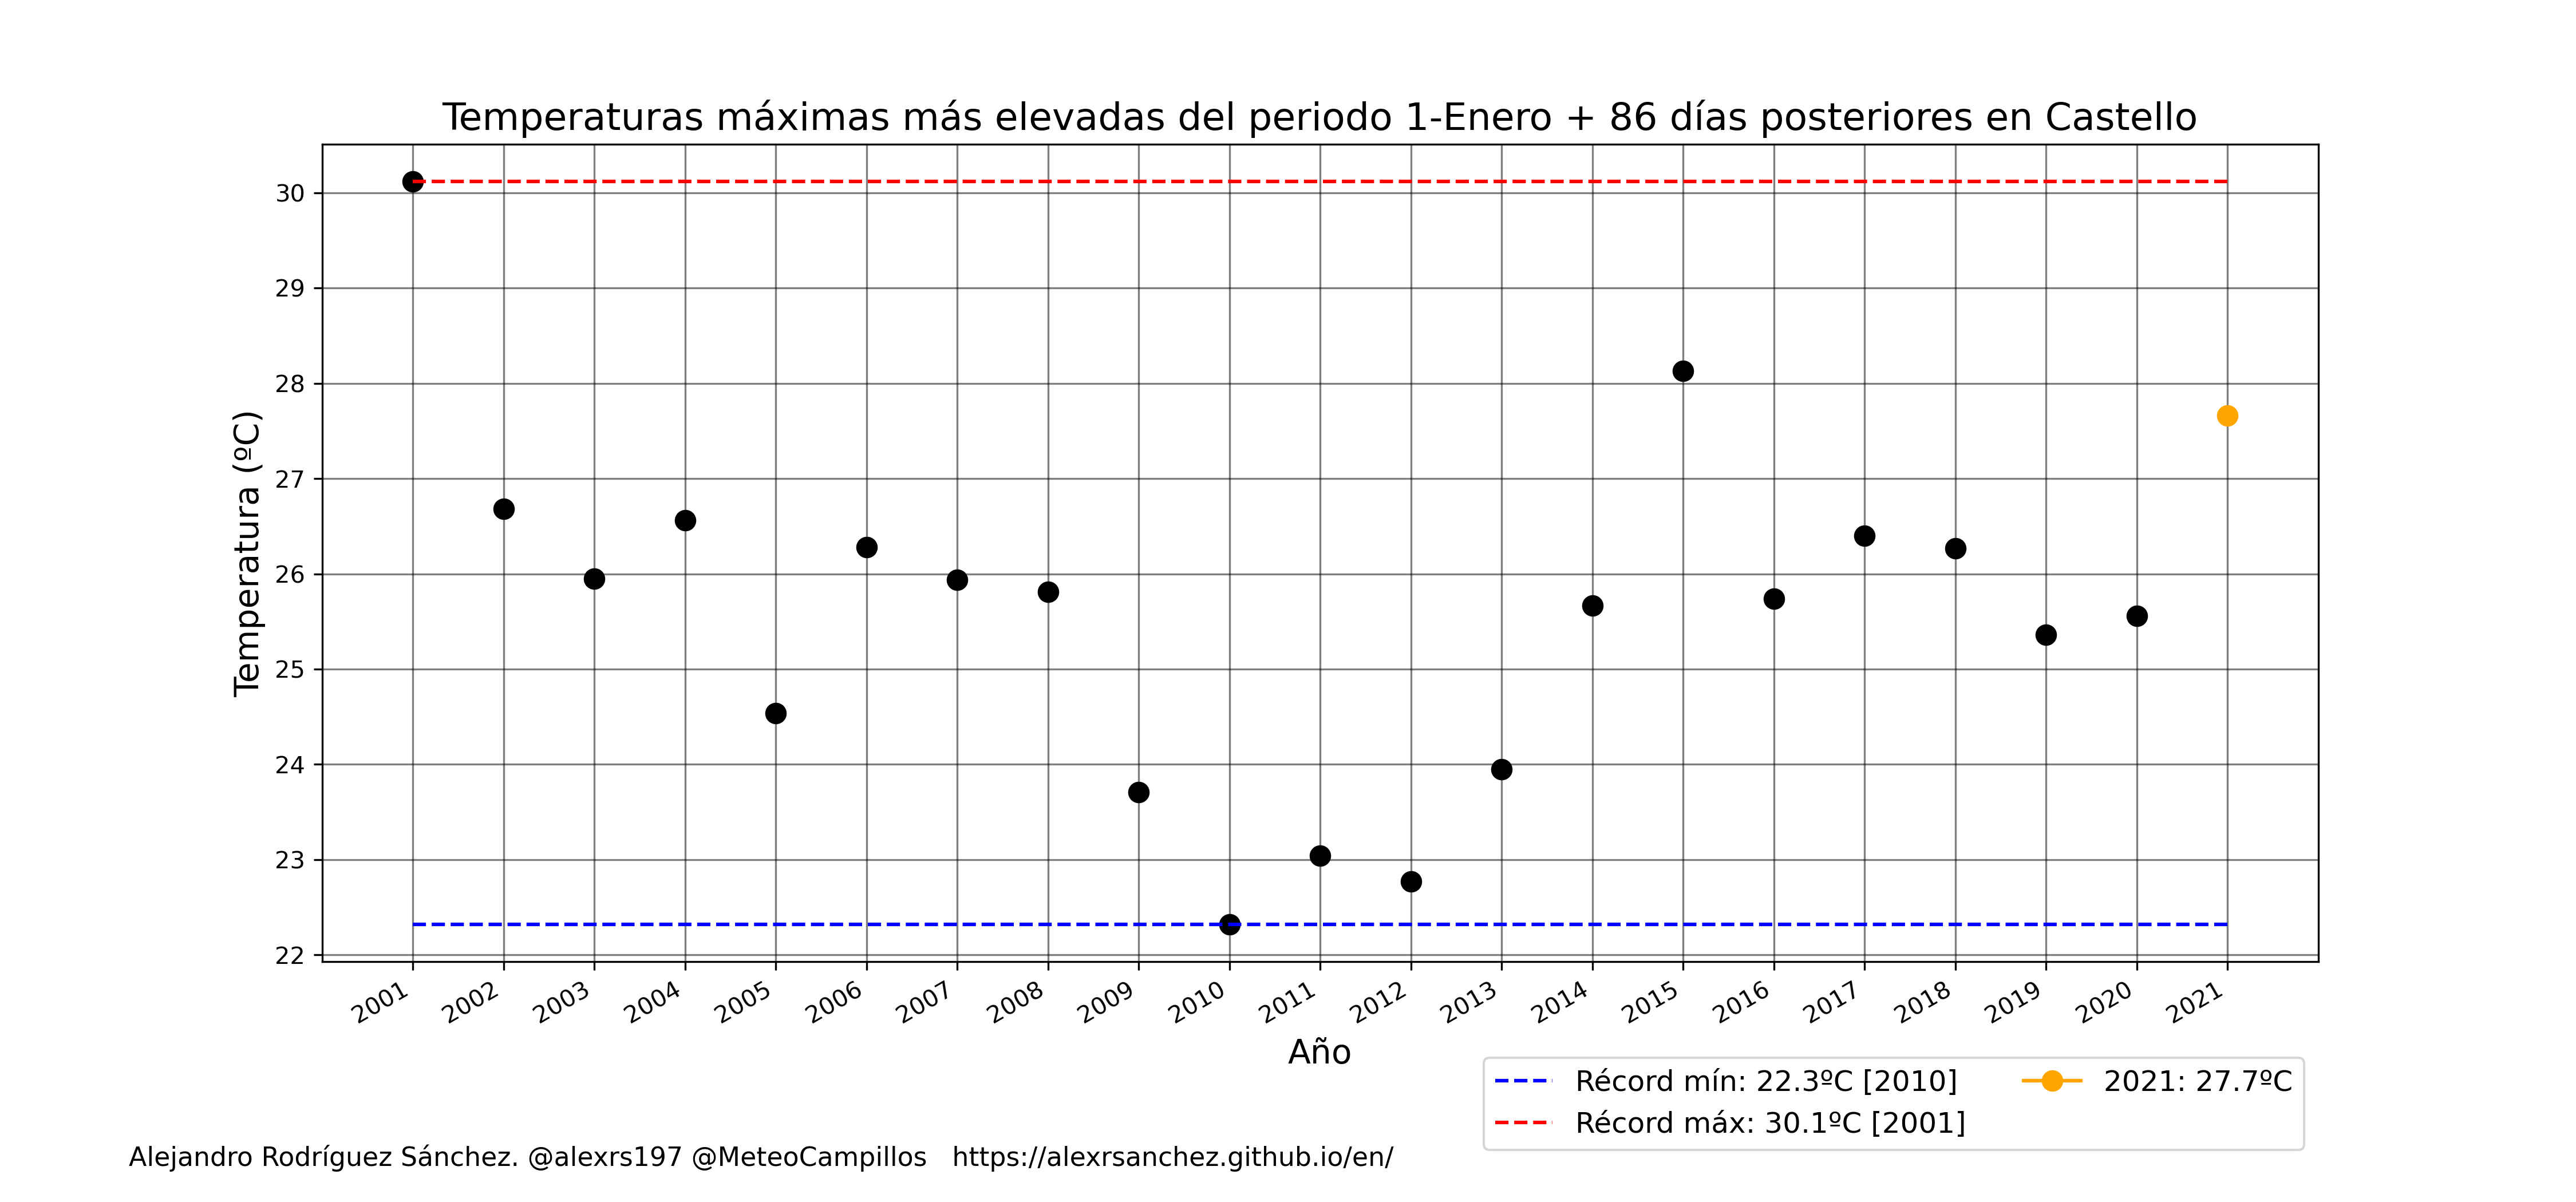 Temperaturas máximas más elevadas del periodo 1-Enero + 86 días posteriores en Castello
Temperatura (ºC)
30
29
28
27
26
25
24
23
22
2001 2002 2003 2004 2005 2006 2007 2008 2009 2010 2011 2012 2013 2014 2015 2016 2017 2018 2019 2020 2021
Año
Récord mín: 22.3ºC [2010] 2021: 27.7ºC
Récord máx: 30.1ºC [2001]
Alejandro Rodríguez Sánchez. @alexrs197 @MeteoCampillos https://alexrsanchez.github.io/en/